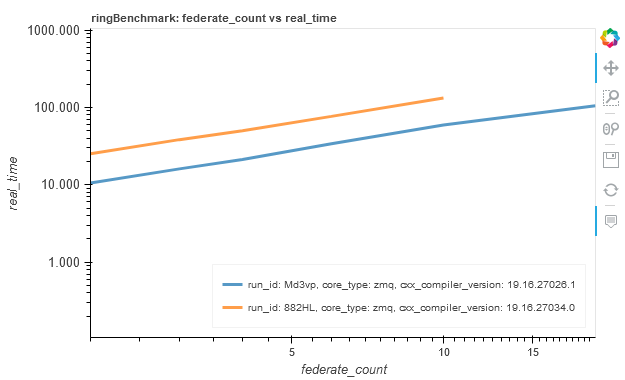 ringBenchmark: federate_count vs real_time
1000.000
100.000
10.000
1.000
real_time
run_id: Md3vp, core_type: zmq, cxx_compiler_version: 19.16.27026.1
run_id: 882HL, core_type: zmq, cxx_compiler_version: 19.16.27034.0
5 10 15
federate_count